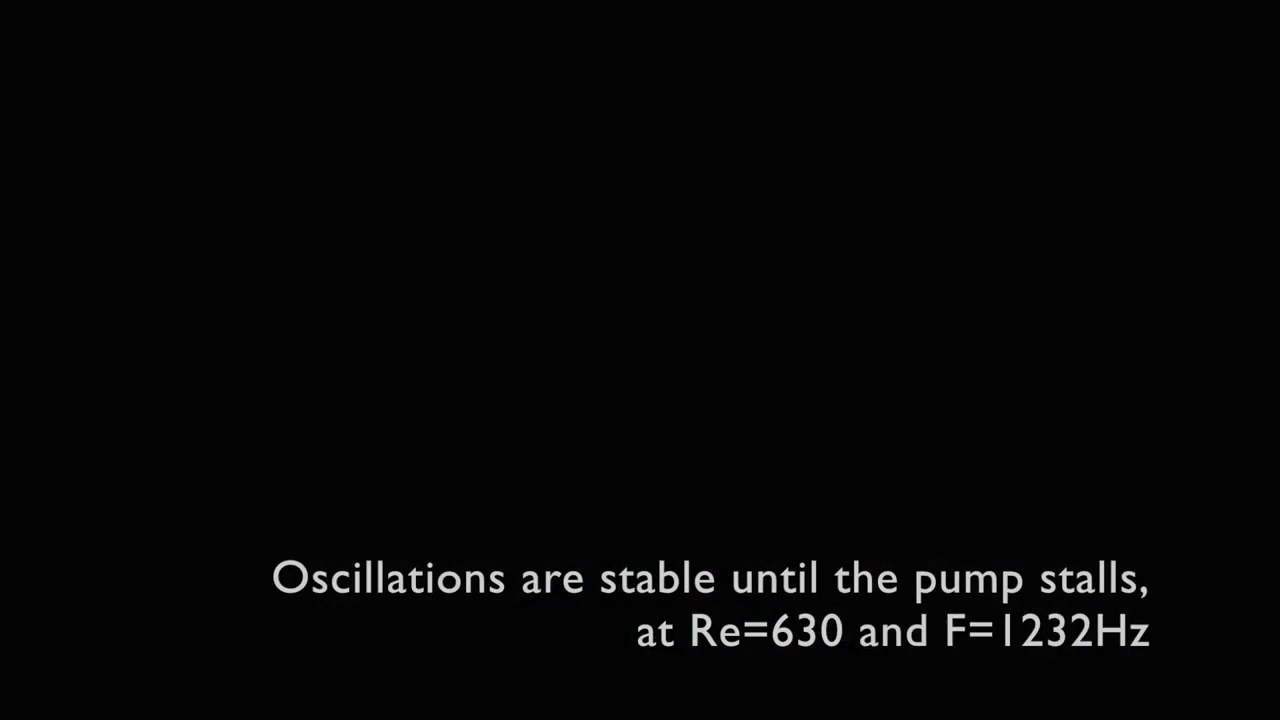 Oscillations are stable until the pump stalls,
at Re=630 and F=1232Hz